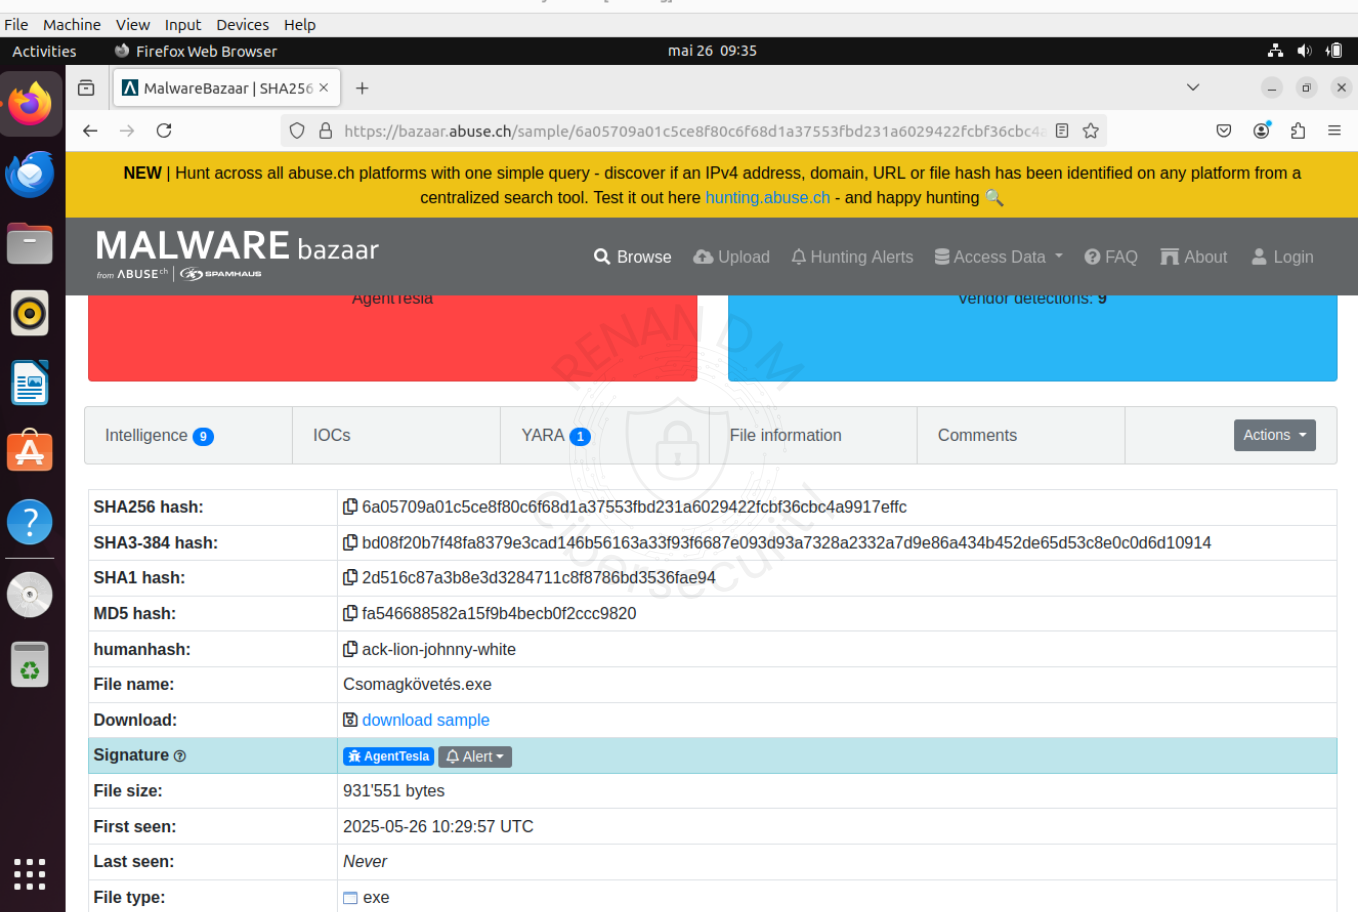 File Machine View Input Devices Help
Activities Firefox Web Browser mai 26 09:35
MalwareBazaar | SHA256
https://bazaar.abuse.ch/sample/6a05709a01c5ce8f80c6f68d1a37553fbd231a6029422fcbf36cbc4a
NEW | Hunt across all abuse.ch platforms with one simple query - discover if an IPv4 address, domain, URL or file hash has been identified on any platform from a
centralized search tool. Test it out here hunting.abuse.ch - and happy hunting
MALWARE bazaar
from ABUSE ch | SPAMHAUS
Browse Upload Hunting Alerts Access Data FAQ About Login
AgentTesla Vendor detections: 9
RENAN D M
Cibersecurity
Intelligence 9 IOCs YARA 1 File information Comments Actions
SHA256 hash: 6a05709a01c5ce8f80c6f68d1a37553fbd231a6029422fcbf36cbc4a9917effc
SHA3-384 hash: bd08f20b7f48fa8379e3cad146b56163a33f93f6687e093d93a7328a2332a7d9e86a434b452de65d53c8e0c0d6d10914
SHA1 hash: 2d516c87a3b8e3d3284711c8f8786bd3536fae94
MD5 hash: fa546688582a15f9b4becb0f2ccc9820
humanhash: ack-lion-johnny-white
File name: Csomagkövetés.exe
Download: download sample
Signature AgentTesla Alert
File size: 931'551 bytes
First seen: 2025-05-26 10:29:57 UTC
Last seen: Never
File type: exe